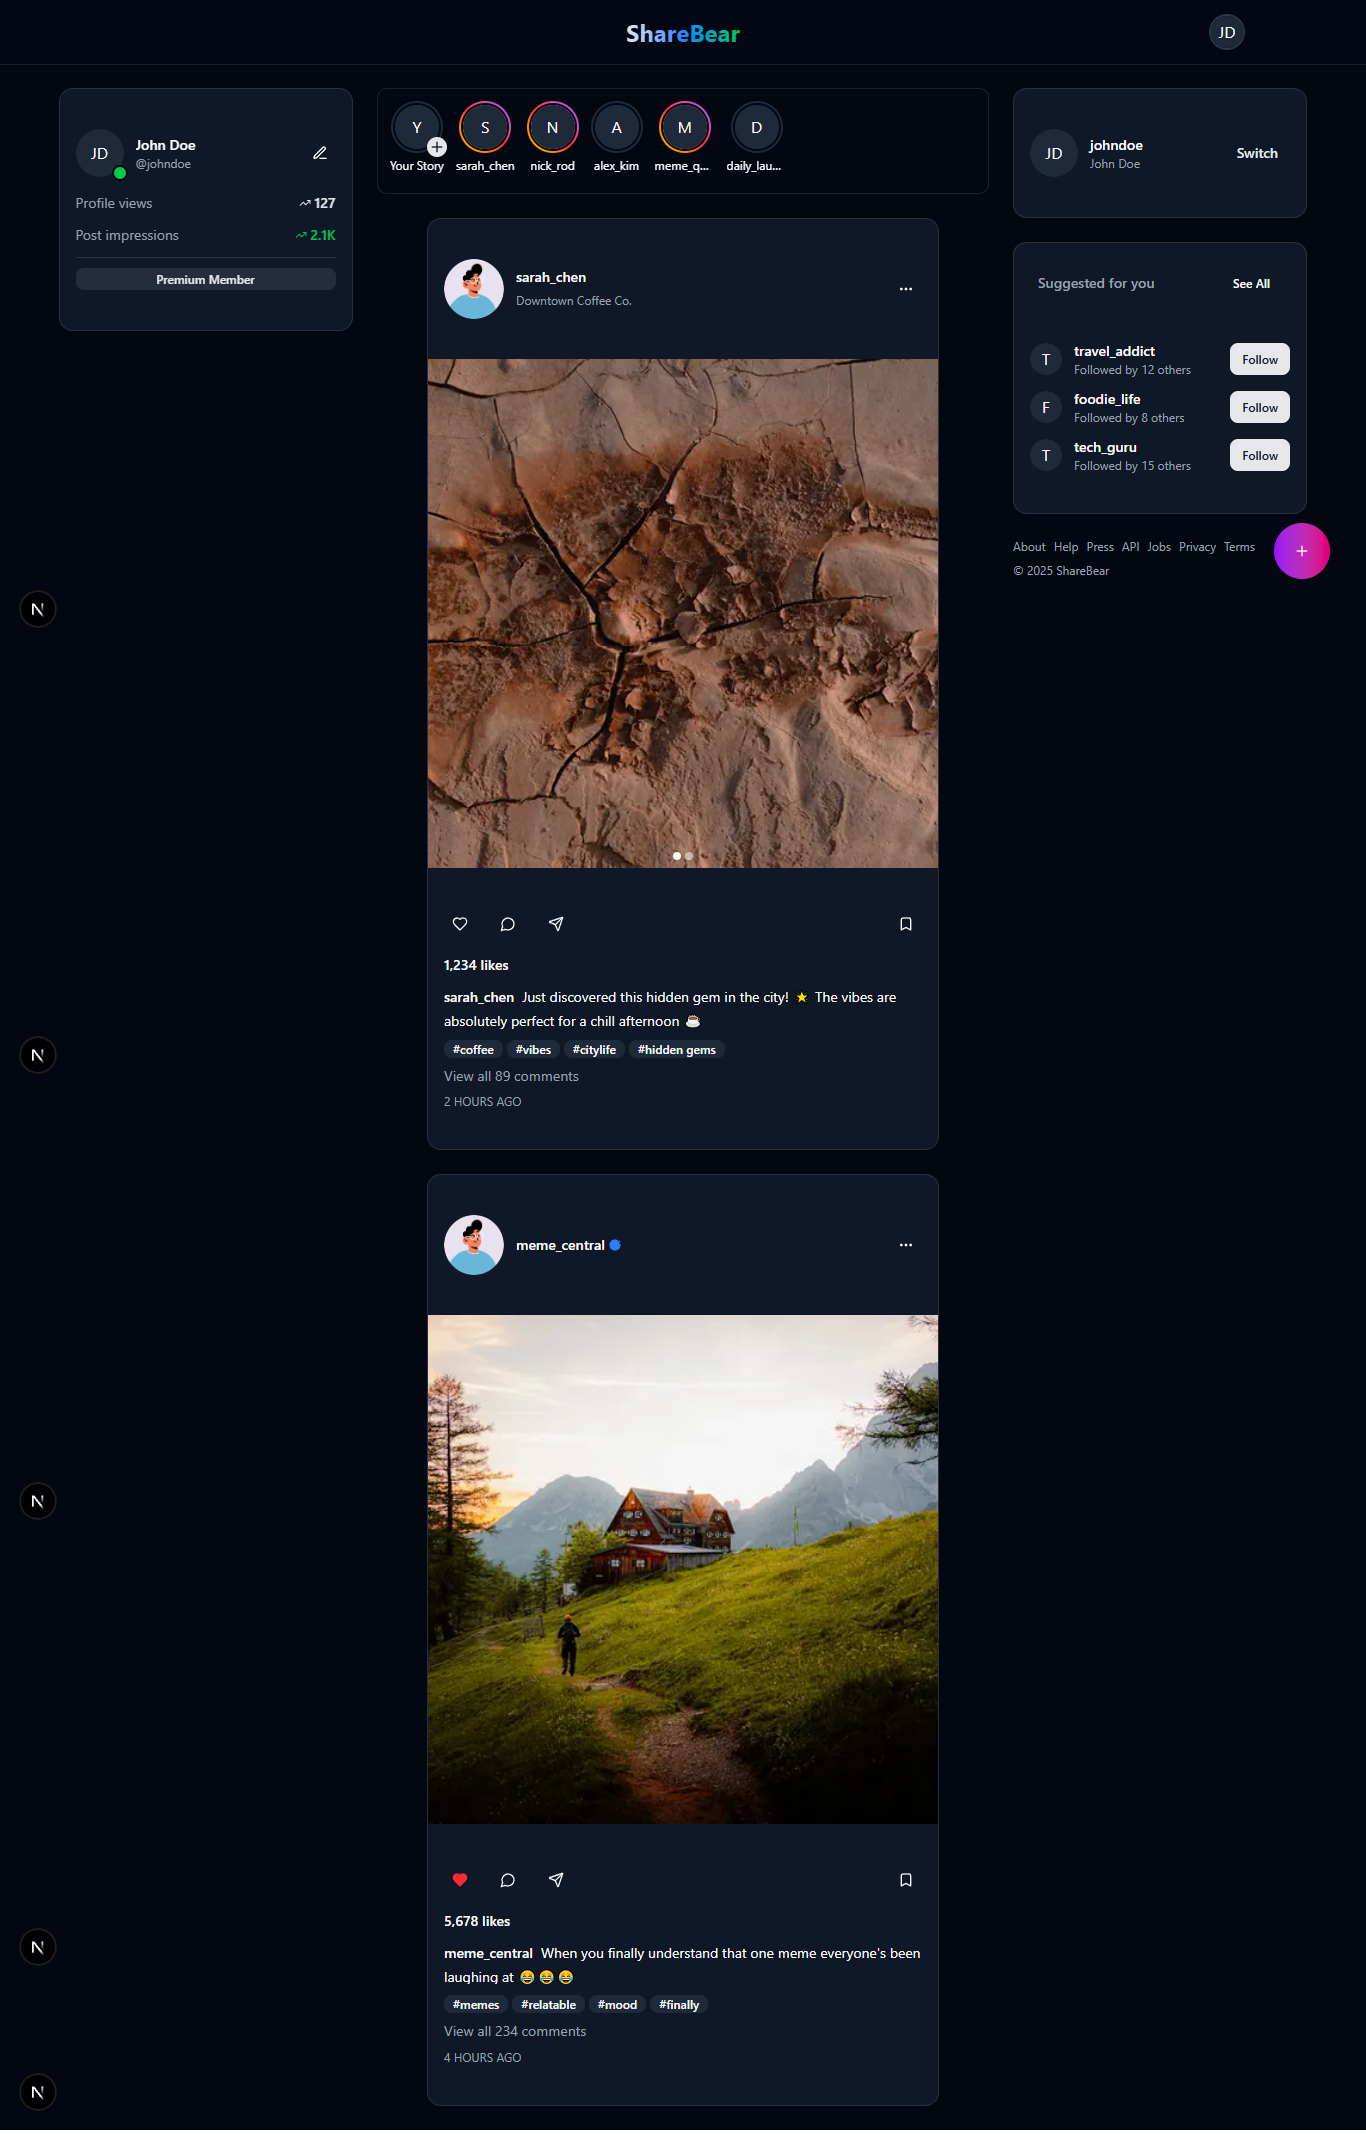 ShareBear
JD
JD
John Doe
@johndoe
Profile views
127
Post impressions
2.1K
Premium Member
Y
S
N
A
M
D
Your Story
sarah_chen
nick_rod
alex_kim
meme_q...
daily_lau...
sarah_chen
Downtown Coffee Co.
1,234 likes
sarah_chen Just discovered this hidden gem in the city! 🌟 The vibes are
absolutely perfect for a chill afternoon ☕
#coffee #vibes #citylife #hidden gems
View all 89 comments
2 HOURS AGO
meme_central
5,678 likes
meme_central When you finally understand that one meme everyone's been
laughing at 😂😂😂
#memes #relatable #mood #finally
View all 234 comments
4 HOURS AGO
JD
johndoe
John Doe
Switch
Suggested for you
See All
T
travel_addict
Followed by 12 others
Follow
F
foodie_life
Followed by 8 others
Follow
T
tech_guru
Followed by 15 others
Follow
About Help Press API Jobs Privacy Terms
© 2025 ShareBear
N
N
N
N
N